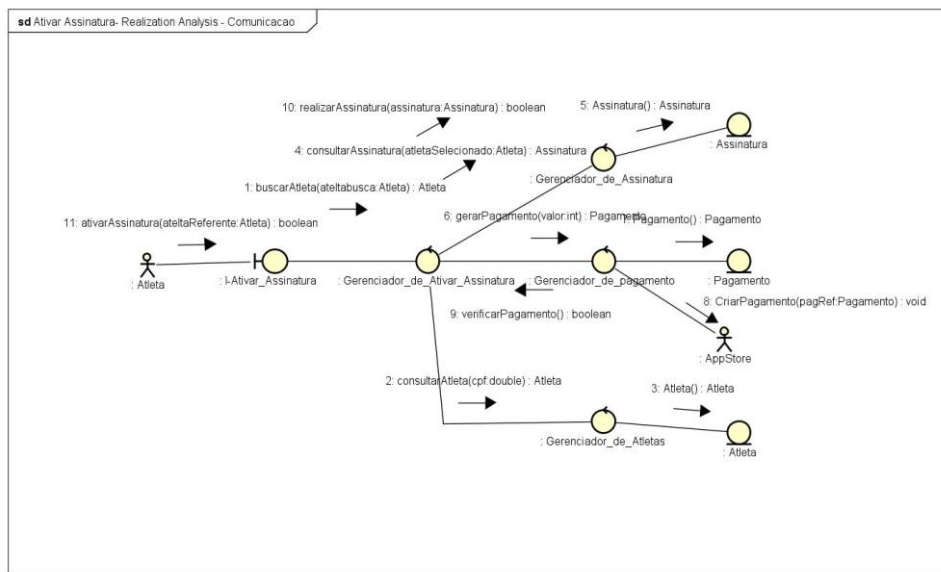 sd Ativar Assinatura- Realization Analysis - Comunicacao
10: realizarAssinatura(assinatura:Assinatura) : boolean
5: Assinatura() : Assinatura
: Assinatura
4: consultarAssinatura(atletaSelecionado:Atleta) : Assinatura
: Gerenciador_de_Assinatura
1: buscarAtleta(ateltabusca:Atleta) : Atleta
11: ativarAssinatura(ateltaReferente:Atleta) : boolean
6: gerarPagamento(valor:int) : Pagamento
7: Pagamento() : Pagamento
: Atleta
: I-Ativar_Assinatura
: Gerenciador_de_Ativar_Assinatura
: Gerenciador_de_pagamento
: Pagamento
8: CriarPagamento(pagRef:Pagamento) : void
9: verificarPagamento() : boolean
: AppStore
2: consultarAtleta(cpf:double) : Atleta
3: Atleta() : Atleta
: Gerenciador_de_Atletas
: Atleta